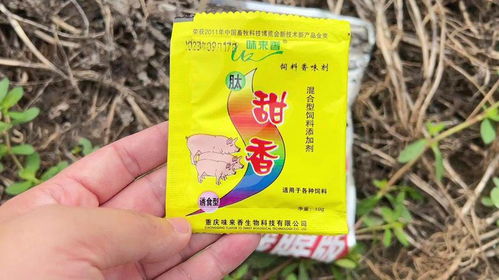 荣获2011年中国畜牧科技博览会新技术新产品金奖
2023/09/17
味来香®
饲料香味剂
肽
甜香
混合型饲料添加剂
诱食型
适用于各种饲料
净重：10g
重庆味来香生物科技有限公司